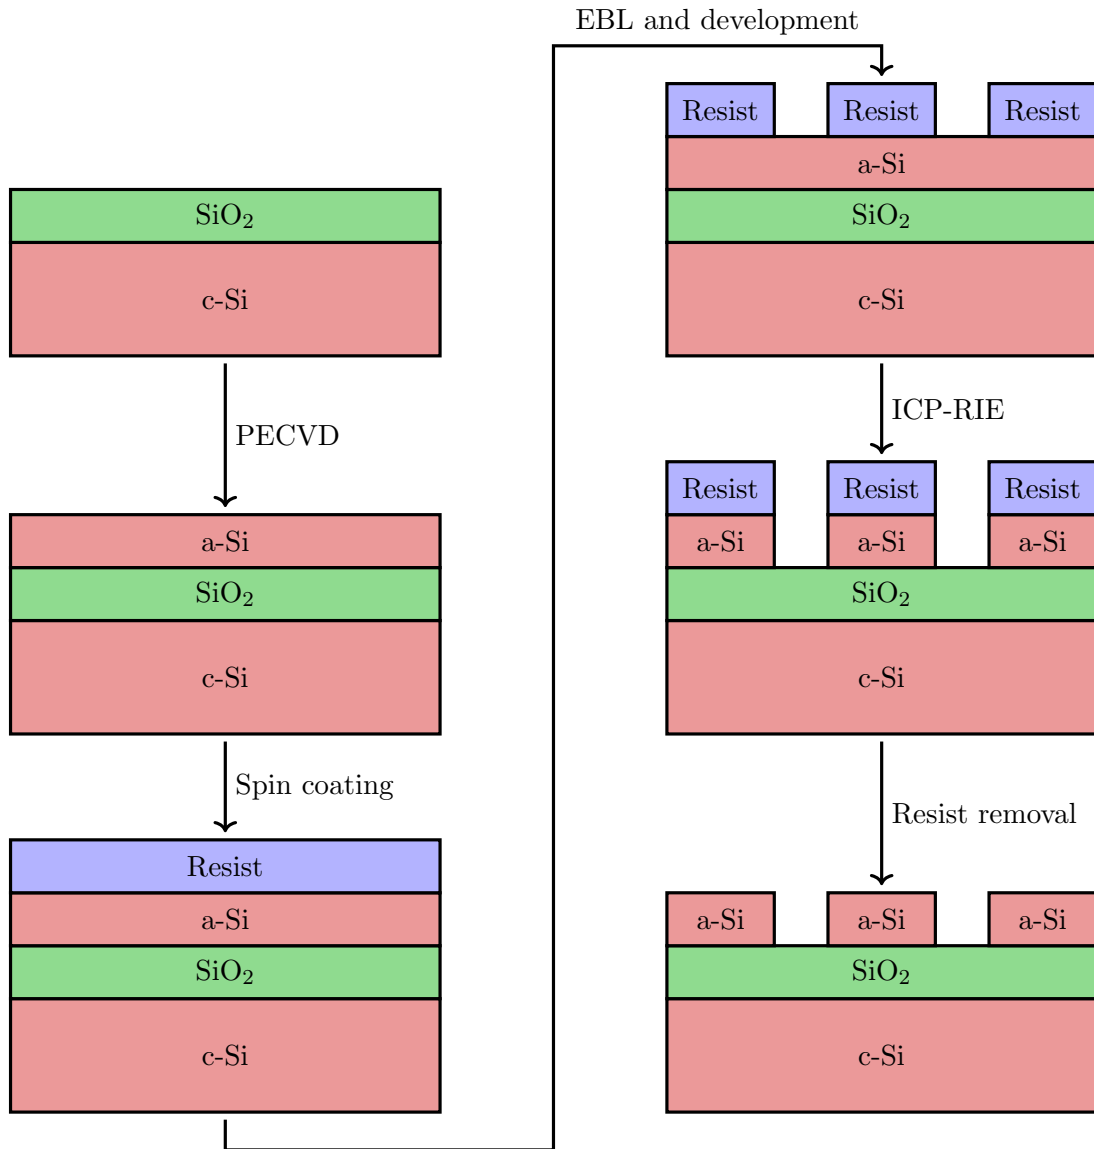 SiO₂
c-Si
PECVD
a-Si
SiO₂
c-Si
Spin coating
Resist
a-Si
SiO₂
c-Si
EBL and development
Resist Resist Resist
a-Si
SiO₂
c-Si
ICP-RIE
Resist Resist Resist
a-Si a-Si a-Si
SiO₂
c-Si
Resist removal
a-Si a-Si a-Si
SiO₂
c-Si